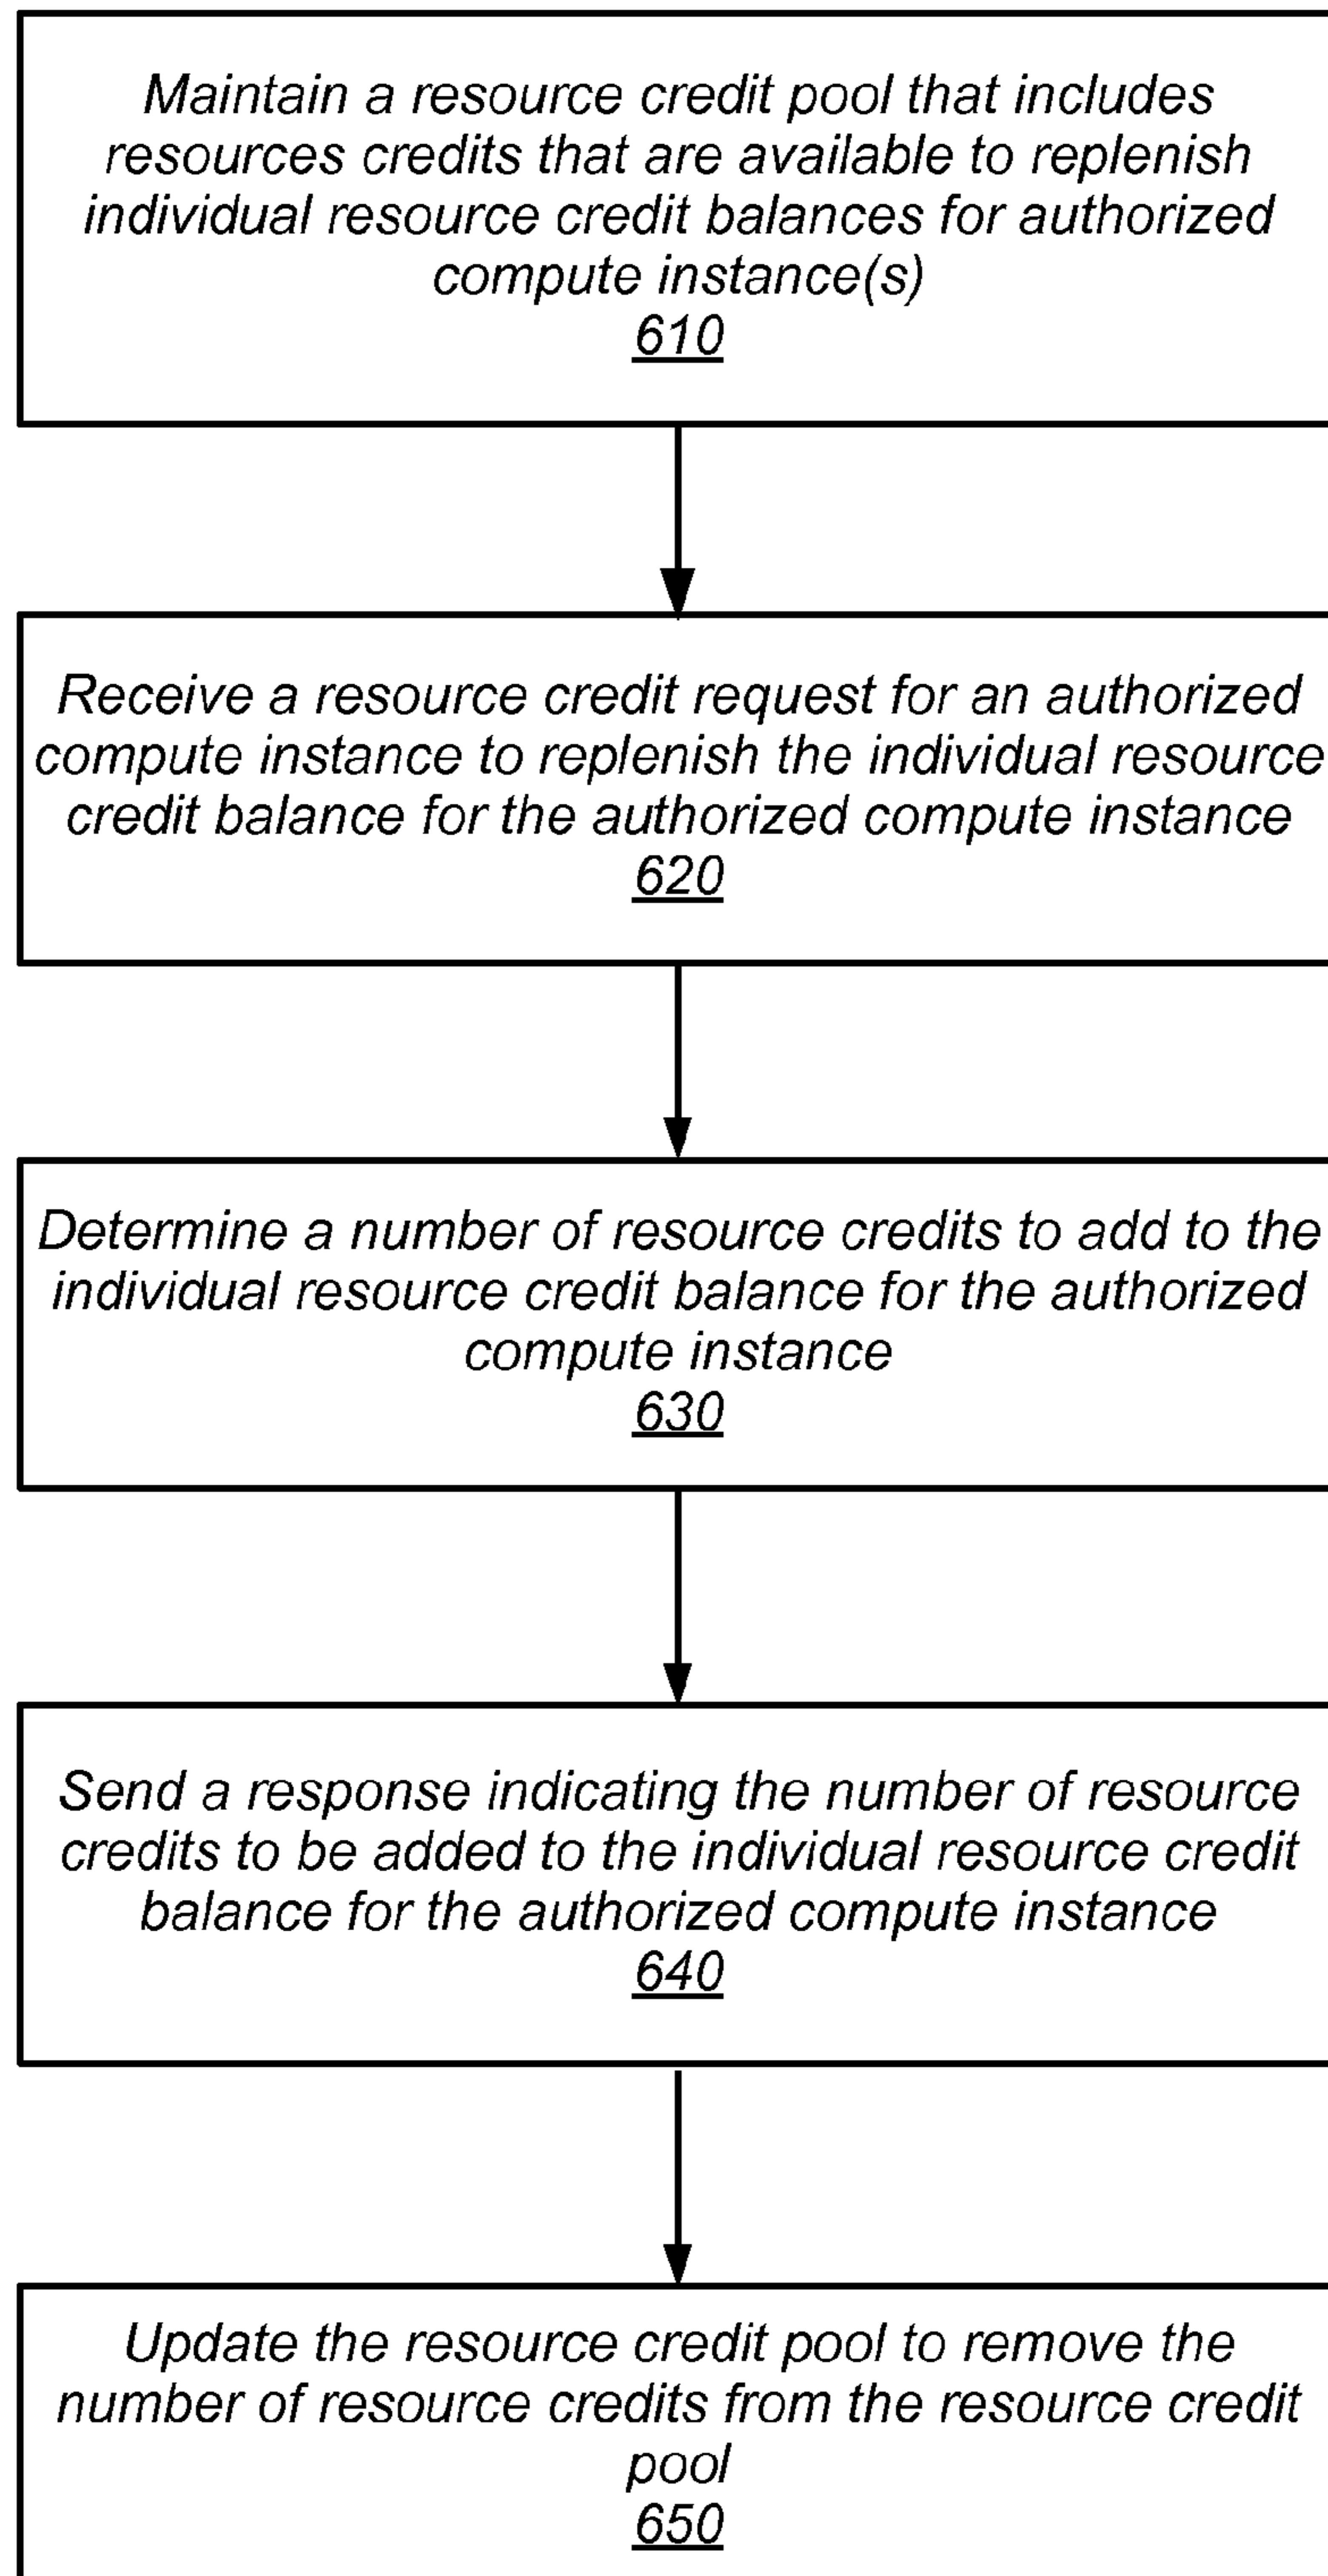 Maintain a resource credit pool that includes
resources credits that are available to replenish
individual resource credit balances for authorized
compute instance(s)
610
Receive a resource credit request for an authorized
compute instance to replenish the individual resource
credit balance for the authorized compute instance
620
Determine a number of resource credits to add to the
individual resource credit balance for the authorized
compute instance
630
Send a response indicating the number of resource
credits to be added to the individual resource credit
balance for the authorized compute instance
640
Update the resource credit pool to remove the
number of resource credits from the resource credit
pool
650